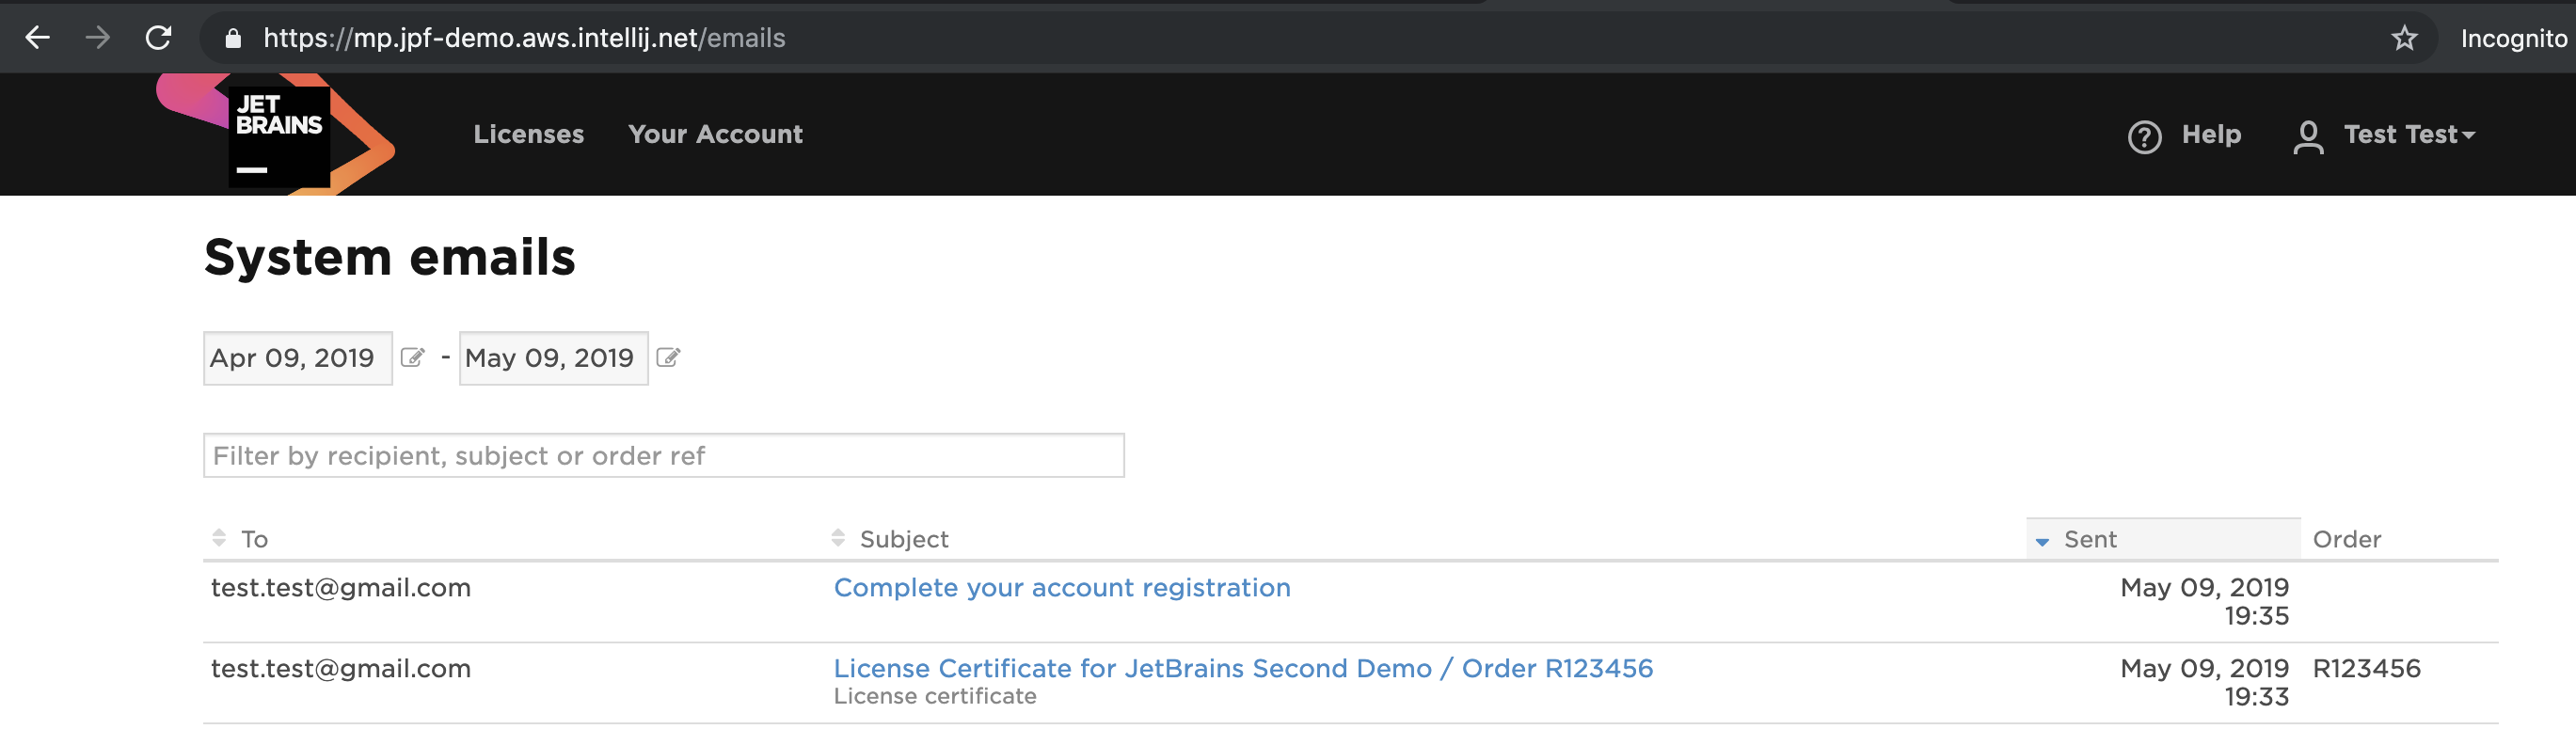 https://mp.jpf-demo.aws.intellij.net/emails
Incognito
JET
BRAINS
Licenses
Your Account
Help
Test Test
System emails
Apr 09, 2019 - May 09, 2019
Filter by recipient, subject or order ref
To Subject Sent Order
test.test@gmail.com Complete your account registration May 09, 2019
19:35
test.test@gmail.com License Certificate for JetBrains Second Demo / Order R123456 May 09, 2019 R123456
License certificate 19:33